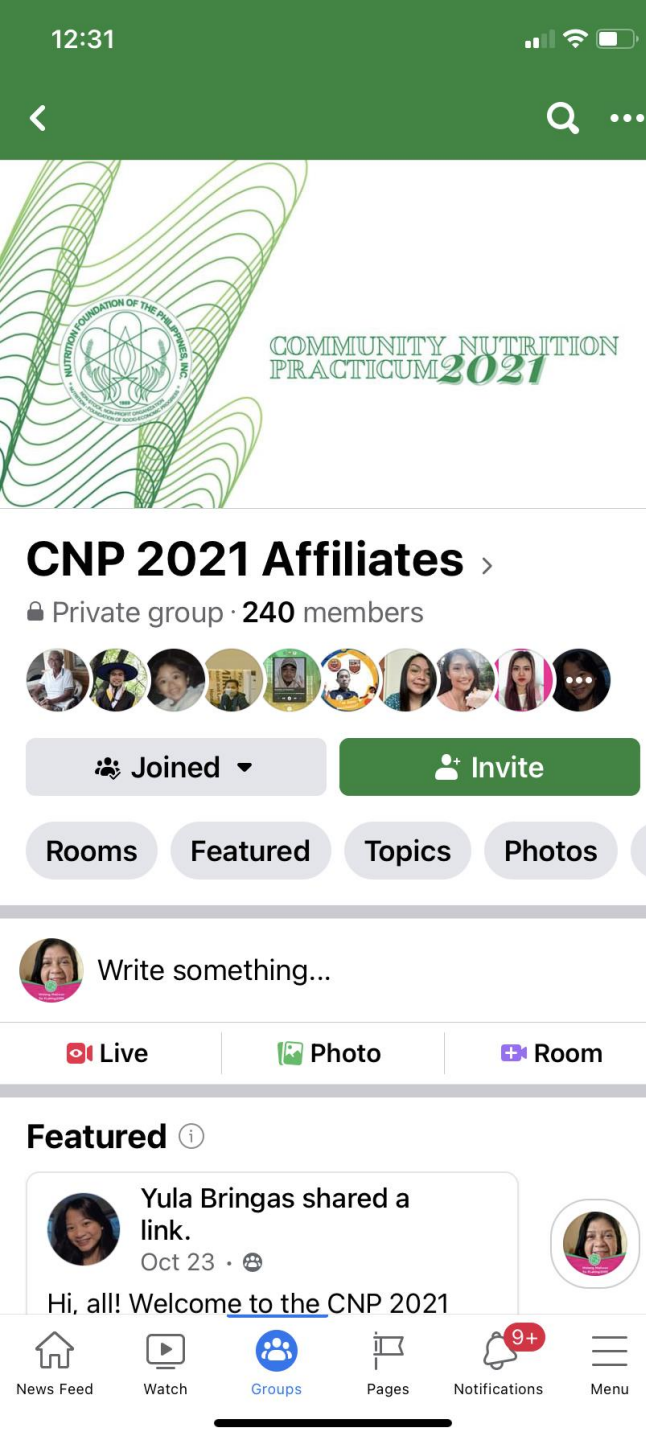 12:31
NUTRITION FOUNDATION OF THE PHILIPPINES, INC.
COMMUNITY NUTRITION
PRACTICUM 2021
CNP 2021 Affiliates
Private group · 240 members
Joined
Invite
Rooms
Featured
Topics
Photos
Write something...
Live
Photo
Room
Featured
Yula Bringas shared a
link.
Oct 23 ·
Hi, all! Welcome to the CNP 2021
9+
News Feed
Watch
Groups
Pages
Notifications
Menu